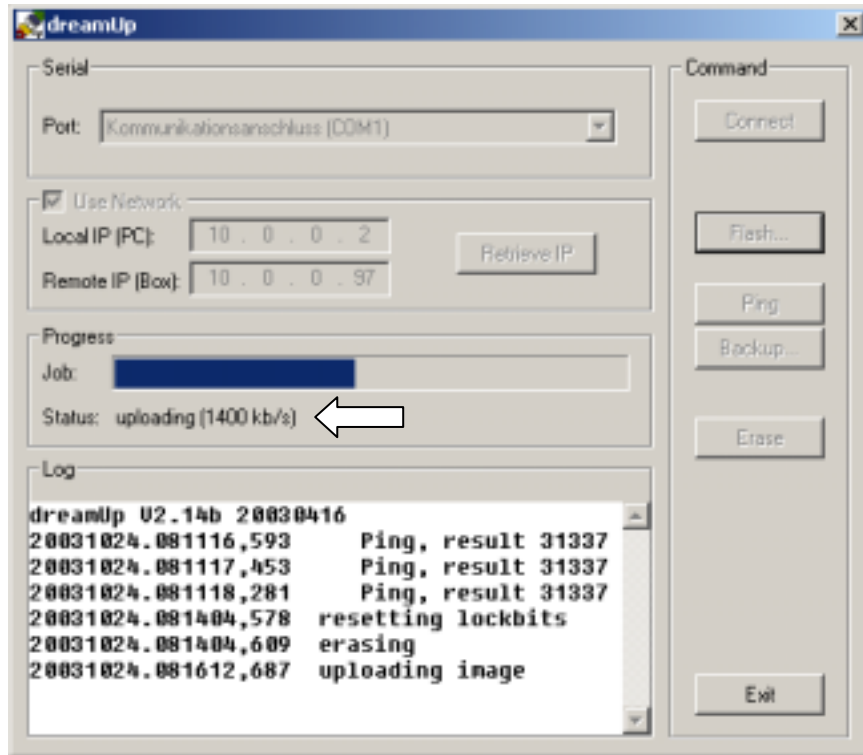 dreamUp
Serial
Port: Kommunikationsanschluss (COM1)
Use Network
Local IP (PC): 10 . 0 . 0 . 2
Remote IP (Box): 10 . 0 . 0 . 97
Retrieve IP
Progress
Job:
Status: uploading (1400 kb/s)
Log
dreamUp V2.14b 20030416
20031024.081116,593 Ping, result 31337
20031024.081117,453 Ping, result 31337
20031024.081118,281 Ping, result 31337
20031024.081404,578 resetting lockbits
20031024.081404,609 erasing
20031024.081612,687 uploading image
Command
Connect
Flash...
Ping
Backup...
Erase
Exit